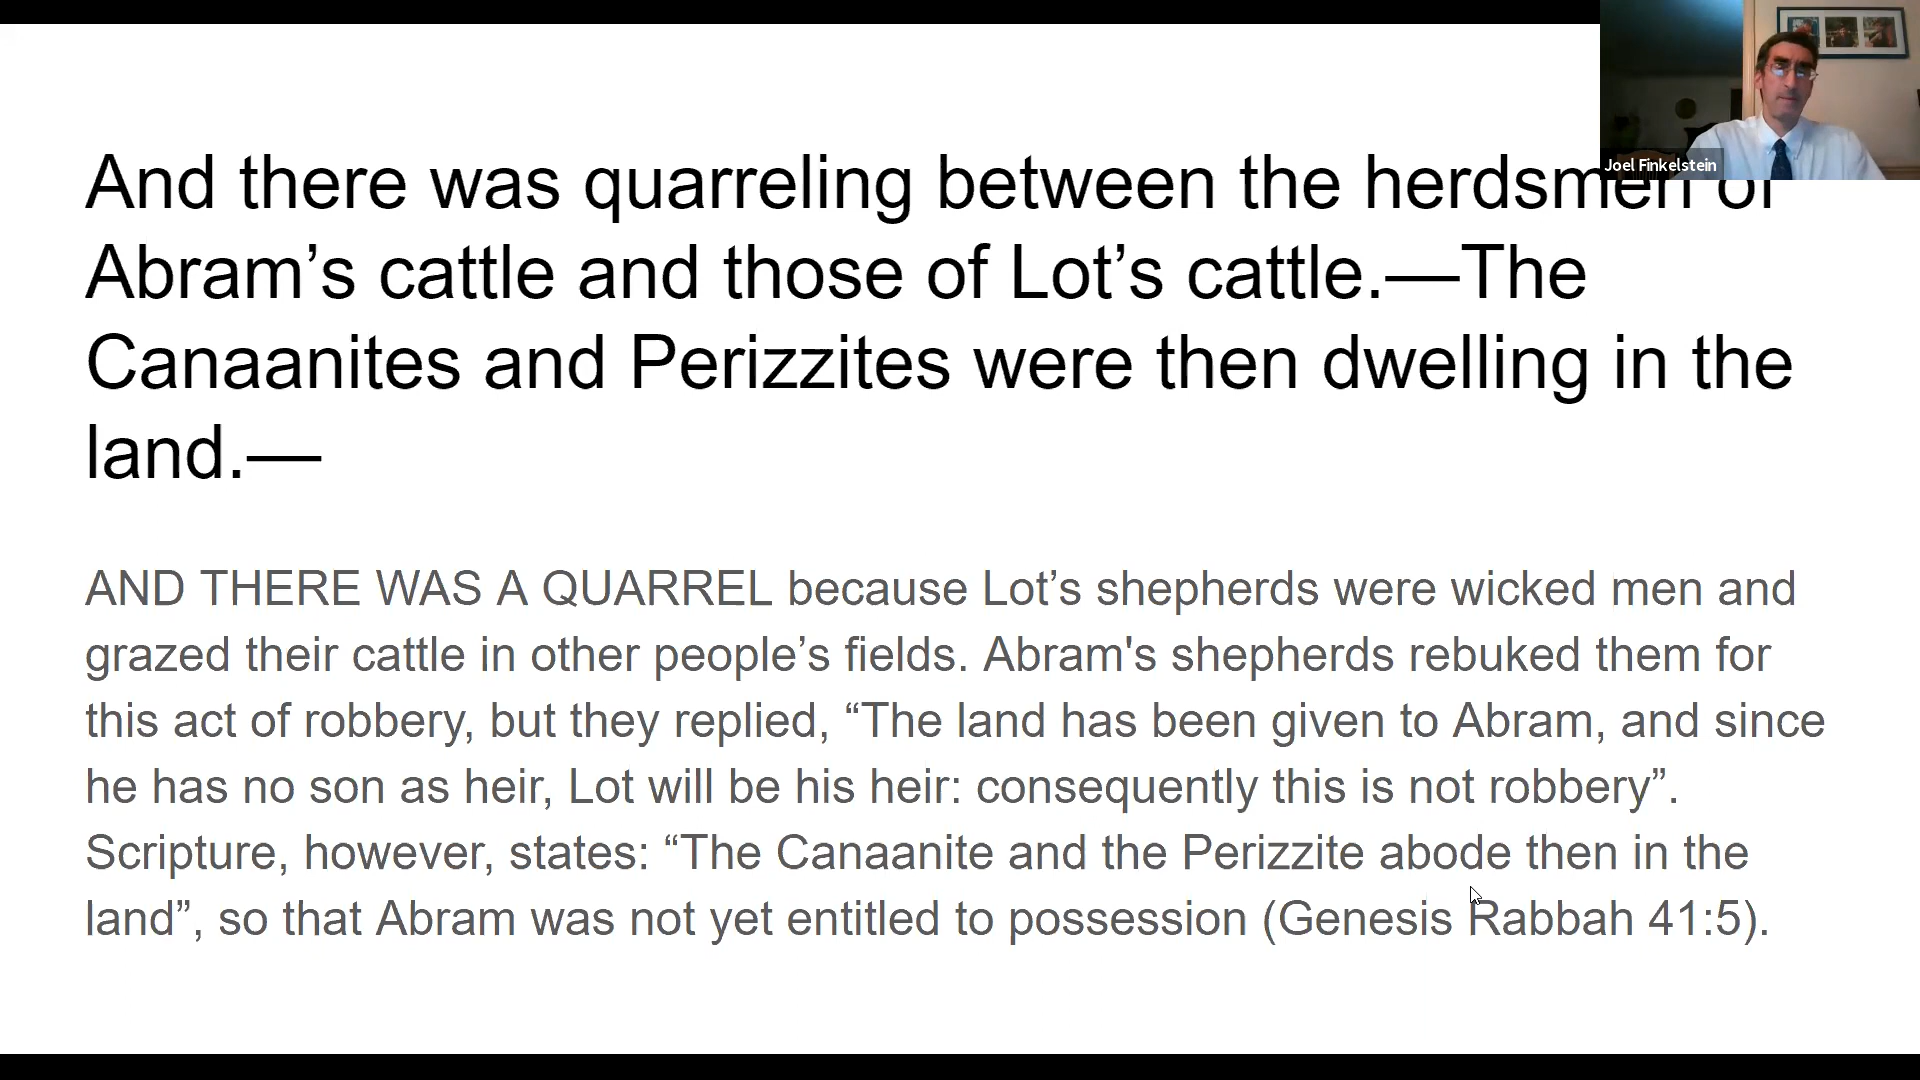 Joel Finkelstein
And there was quarreling between the herdsmen of
Abram’s cattle and those of Lot’s cattle.—The
Canaanites and Perizzites were then dwelling in the
land.—
AND THERE WAS A QUARREL because Lot’s shepherds were wicked men and
grazed their cattle in other people’s fields. Abram's shepherds rebuked them for
this act of robbery, but they replied, “The land has been given to Abram, and since
he has no son as heir, Lot will be his heir: consequently this is not robbery”.
Scripture, however, states: “The Canaanite and the Perizzite abode then in the
land”, so that Abram was not yet entitled to possession (Genesis Rabbah 41:5).